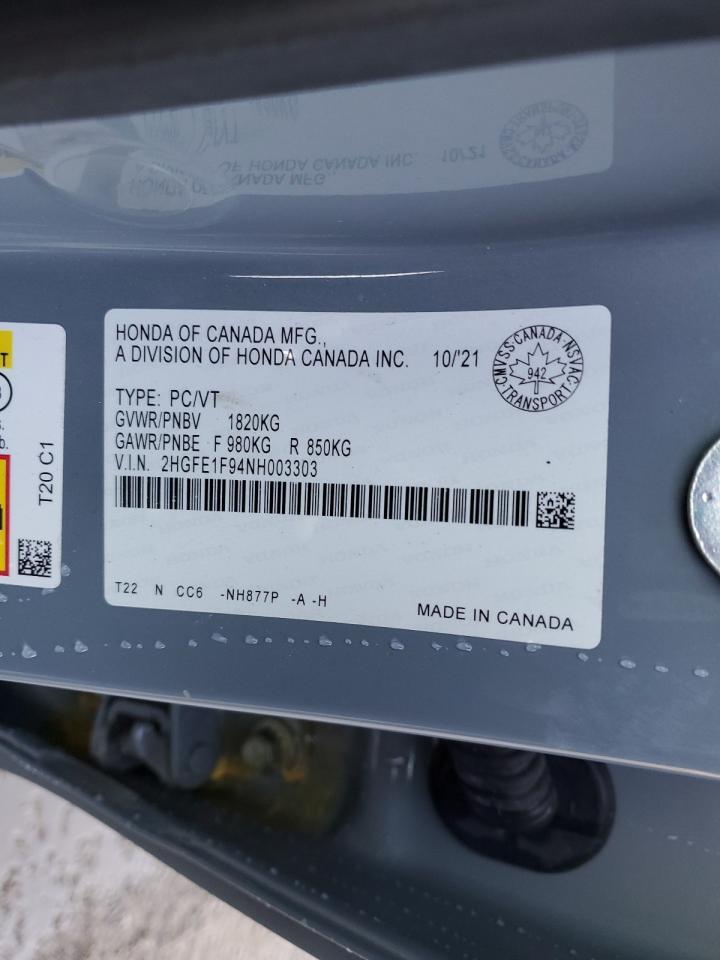 HONDA OF CANADA MFG.,
A DIVISION OF HONDA CANADA INC. 10/'21
CMVSS·CANADA·NSVAC
942
TRANSPORT
TYPE: PC/VT
GVWR/PNBV 1820KG
GAWR/PNBE F 980KG R 850KG
V.I.N. 2HGFE1F94NH003303
T22 N CC6 -NH877P -A -H
MADE IN CANADA
T20 C1